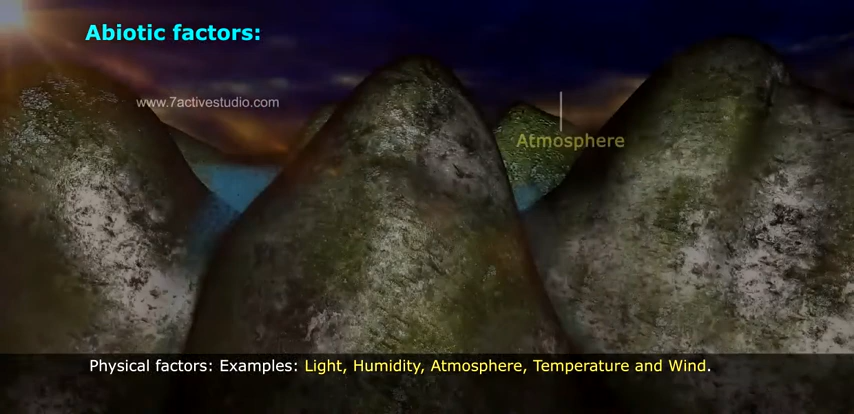 Abiotic factors:
www.7activestudio.com
Atmosphere
Physical factors: Examples: Light, Humidity, Atmosphere, Temperature and Wind.